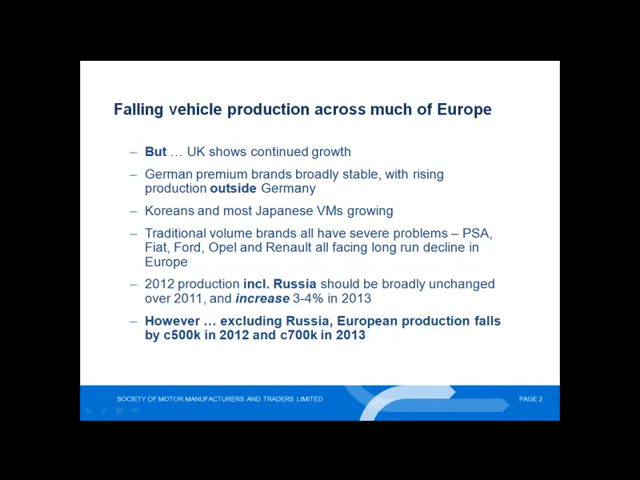 Falling vehicle production across much of Europe
– But … UK shows continued growth
– German premium brands broadly stable, with rising
production outside Germany
– Koreans and most Japanese VMs growing
– Traditional volume brands all have severe problems – PSA,
Fiat, Ford, Opel and Renault all facing long run decline in
Europe
– 2012 production incl. Russia should be broadly unchanged
over 2011, and increase 3-4% in 2013
– However … excluding Russia, European production falls
by c500k in 2012 and c700k in 2013
SOCIETY OF MOTOR MANUFACTURERS AND TRADERS LIMITED
PAGE 2